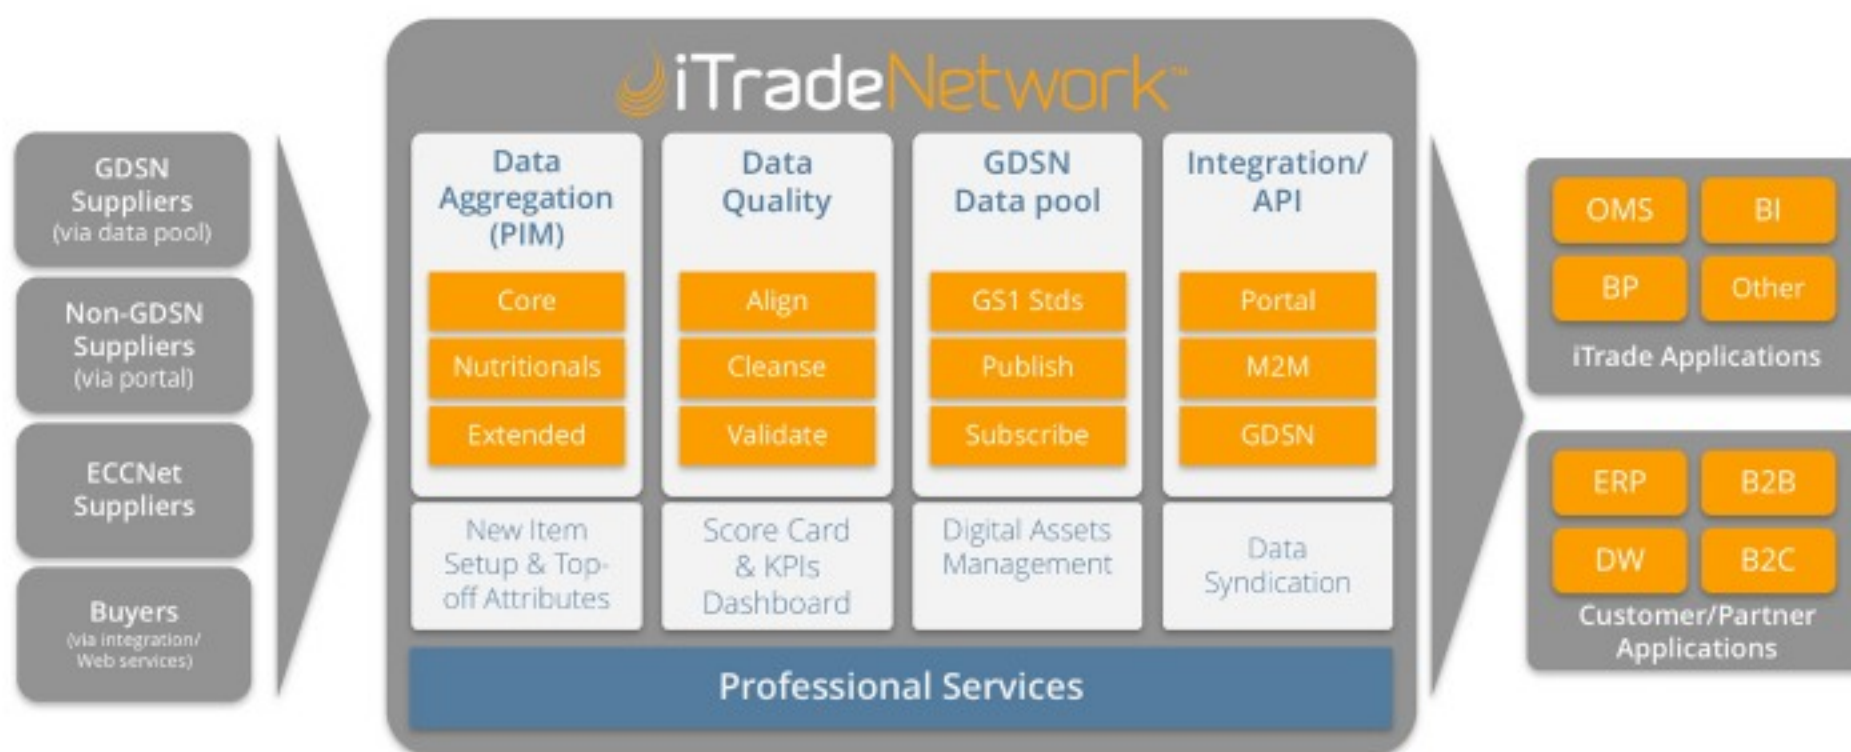 iTradeNetwork™
GDSN
Suppliers
(via data pool)
Non-GDSN
Suppliers
(via portal)
ECCNet
Suppliers
Buyers
(via integration/
Web services)
Data
Aggregation
(PIM)
Core
Nutritionals
Extended
New Item
Setup & Top-
off Attributes
Data
Quality
Align
Cleanse
Validate
Score Card
& KPIs
Dashboard
GDSN
Data pool
GS1 Stds
Publish
Subscribe
Digital Assets
Management
Integration/
API
Portal
M2M
GDSN
Data
Syndication
Professional Services
OMS
BI
BP
Other
iTrade Applications
ERP
B2B
DW
B2C
Customer/Partner
Applications